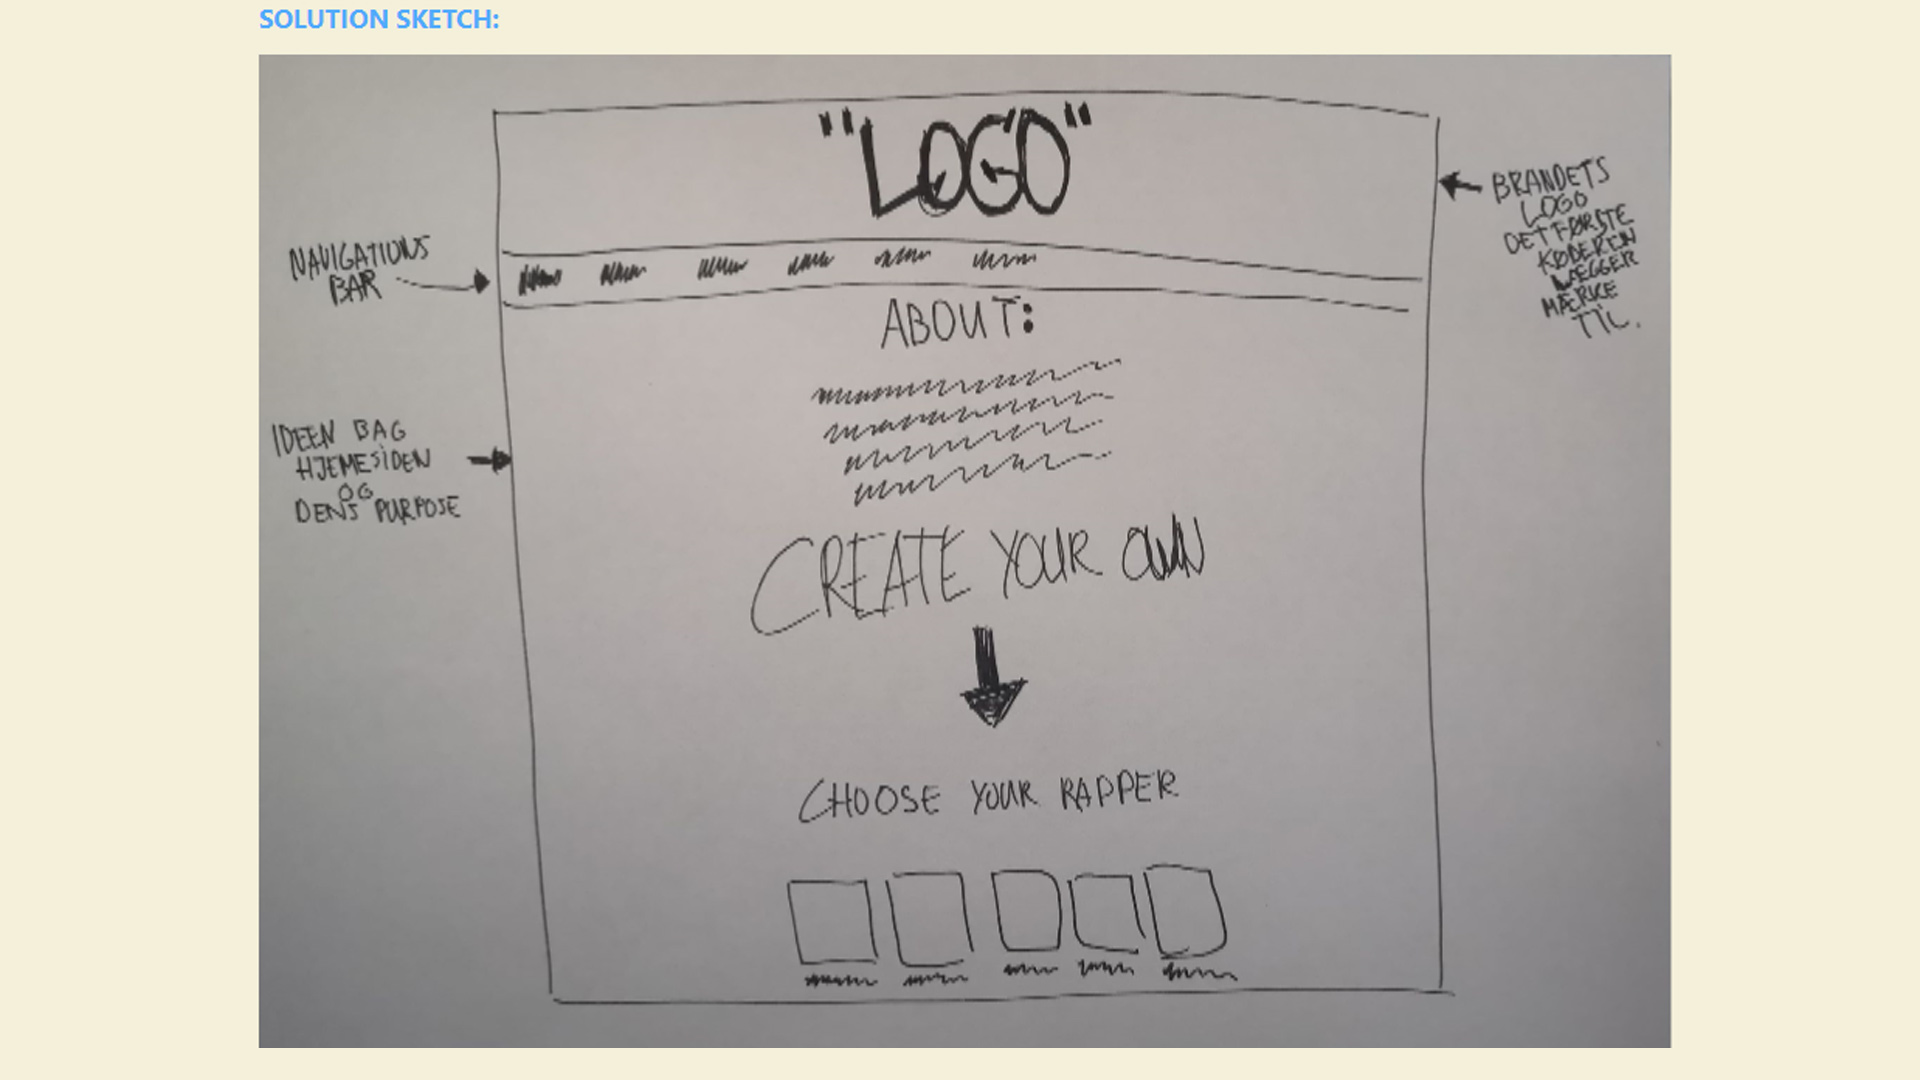 SOLUTION SKETCH:
"LOGO"
NAVIGATIONS
BAR
BRANDETS
LOGO
DET FØRSTE
KØDEREN
LÆGGER
MÆRKE
TIL.
ABOUT:
IDEEN BAG
HJEMESIDEN
OG
DENS PURPOSE
CREATE YOUR OWN
CHOOSE YOUR RAPPER